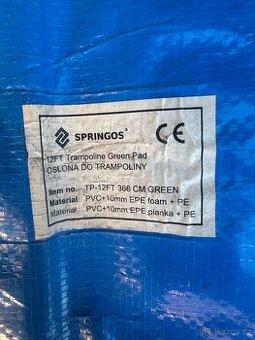 SPRINGOS®
CE
12FT Trampoline Green Pad
OSŁONA DO TRAMPOLINY
Item no. TP-12FT 366 CM GREEN
Material PVC+10mm EPE foam + PE
Materiał PVC+10mm EPE pianka + PE